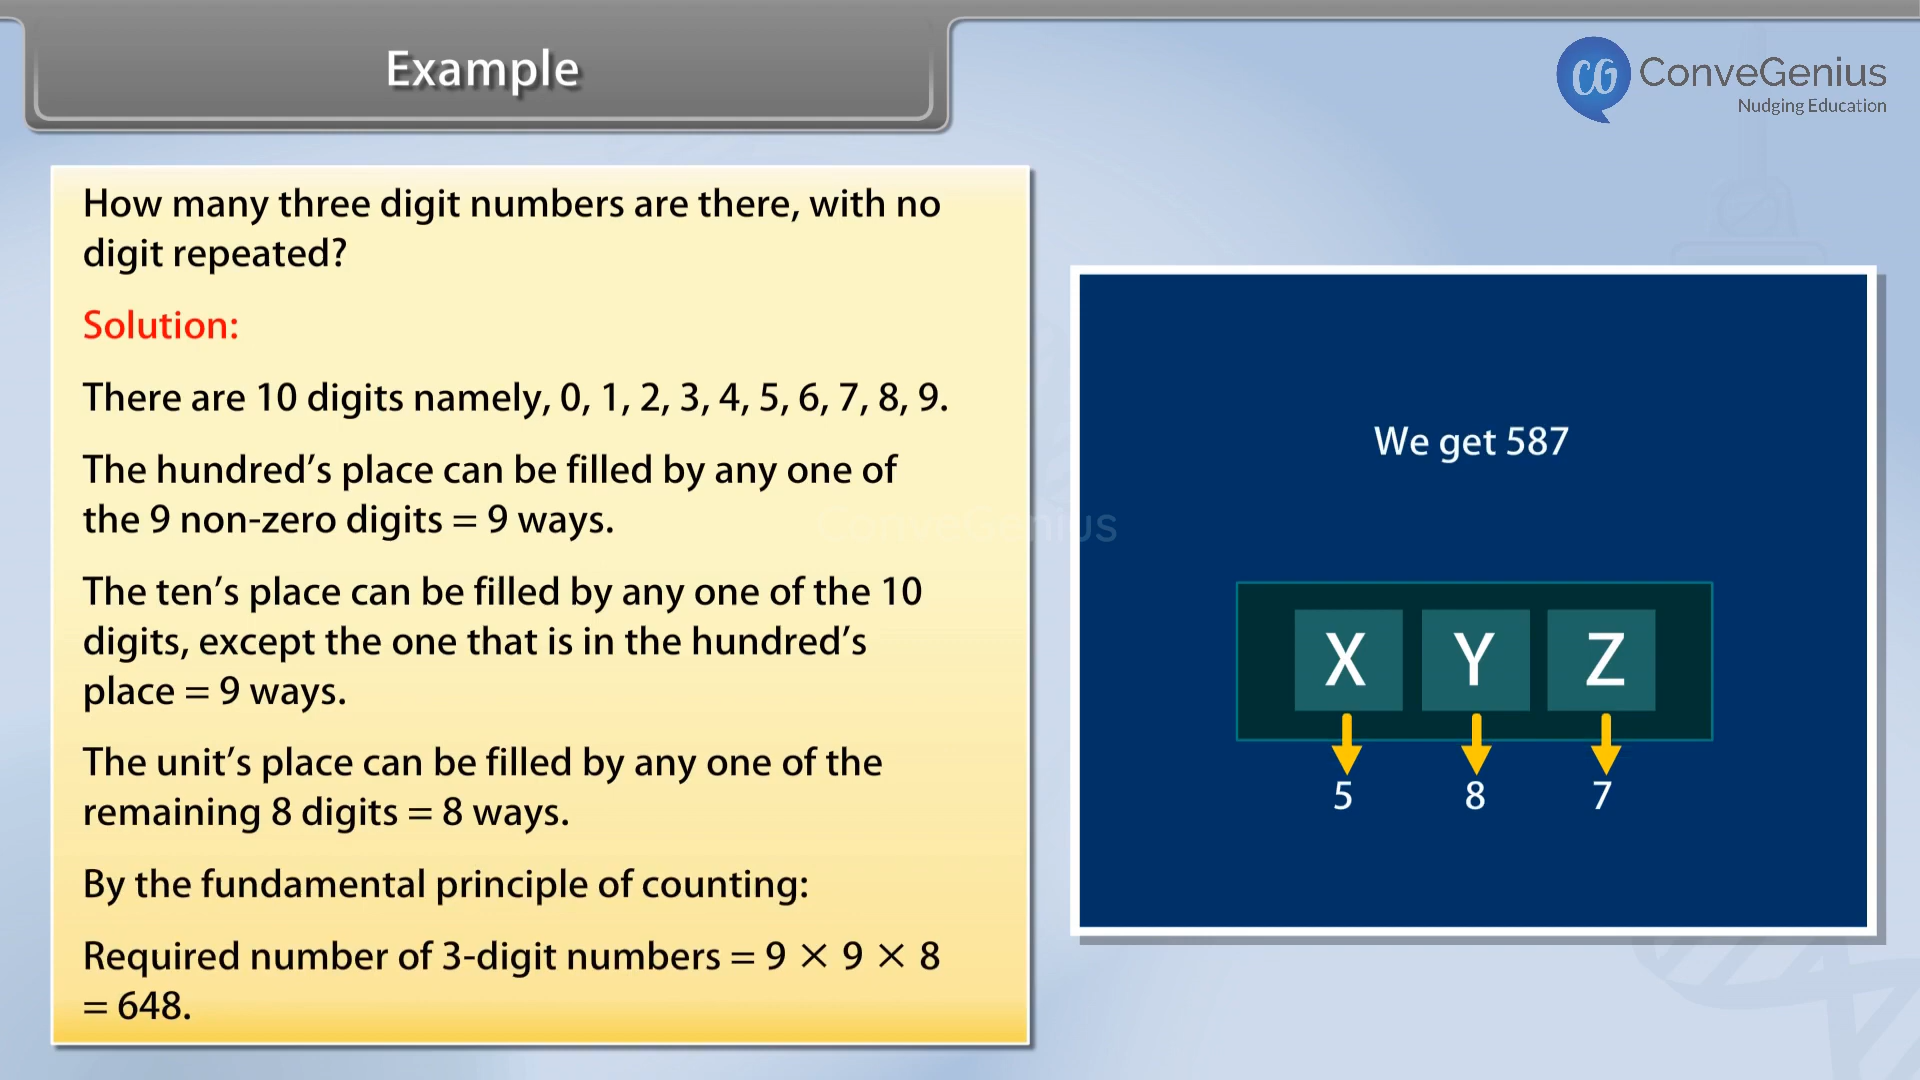 Example
CG ConveGenius
Nudging Education
How many three digit numbers are there, with no
digit repeated?
Solution:
There are 10 digits namely, 0, 1, 2, 3, 4, 5, 6, 7, 8, 9.
The hundred’s place can be filled by any one of
the 9 non-zero digits = 9 ways.
The ten’s place can be filled by any one of the 10
digits, except the one that is in the hundred’s
place = 9 ways.
The unit’s place can be filled by any one of the
remaining 8 digits = 8 ways.
By the fundamental principle of counting:
Required number of 3-digit numbers = 9 × 9 × 8
= 648.
ConveGenius
We get 587
X Y Z
5 8 7